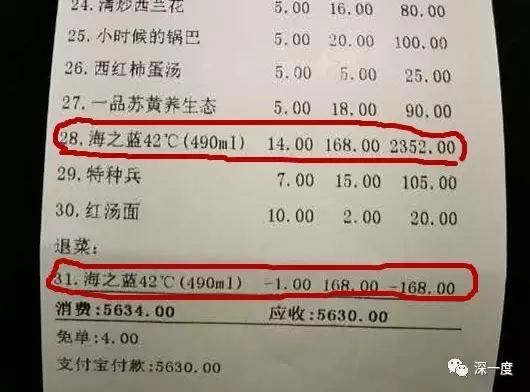 24.清炒西兰花 5.00 16.00 80.00
25.小时候的锅巴 5.00 20.00 100.00
26.西红柿蛋汤 5.00 5.00 25.00
27.一品苏黄养生态 5.00 18.00 90.00
28.海之蓝42℃(490ml) 14.00 168.00 2352.00
29.特种兵 7.00 15.00 105.00
30.红汤面 10.00 2.00 20.00
退菜:
31.海之蓝42℃(490ml) -1.00 168.00 -168.00
消费:5634.00 应收:5630.00
免单:4.00
支付宝付款:5630.00
深一度